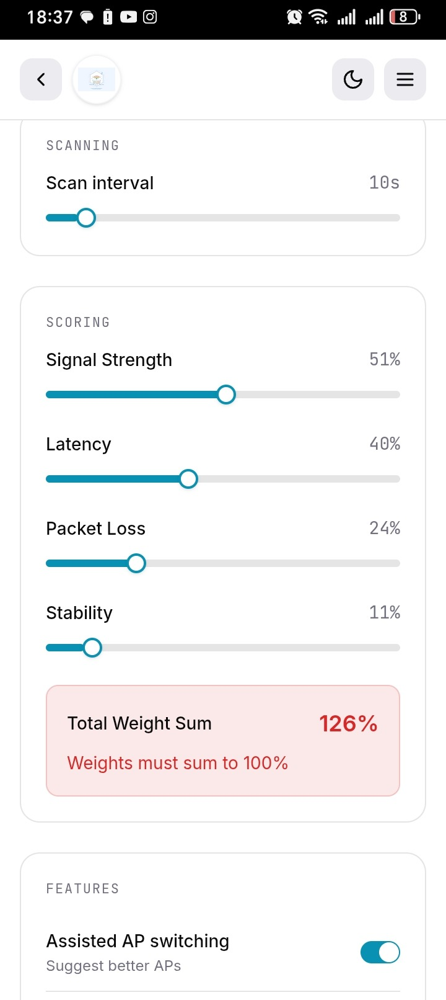 18:37
8
SCANNING
Scan interval 10s
SCORING
Signal Strength 51%
Latency 40%
Packet Loss 24%
Stability 11%
Total Weight Sum 126%
Weights must sum to 100%
FEATURES
Assisted AP switching
Suggest better APs